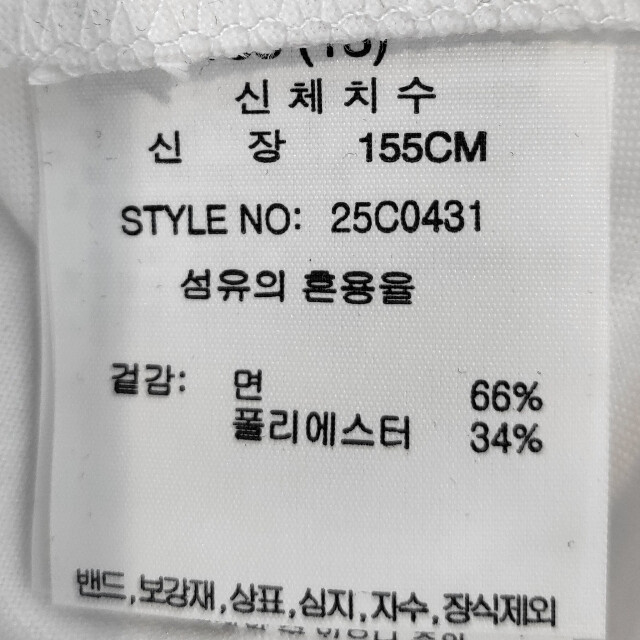 신체치수
신 장 155CM
STYLE NO: 25C0431
섬유의 혼용율
겉감: 면 66%
폴리에스터 34%
밴드,보강재,상표,심지,자수,장식제외